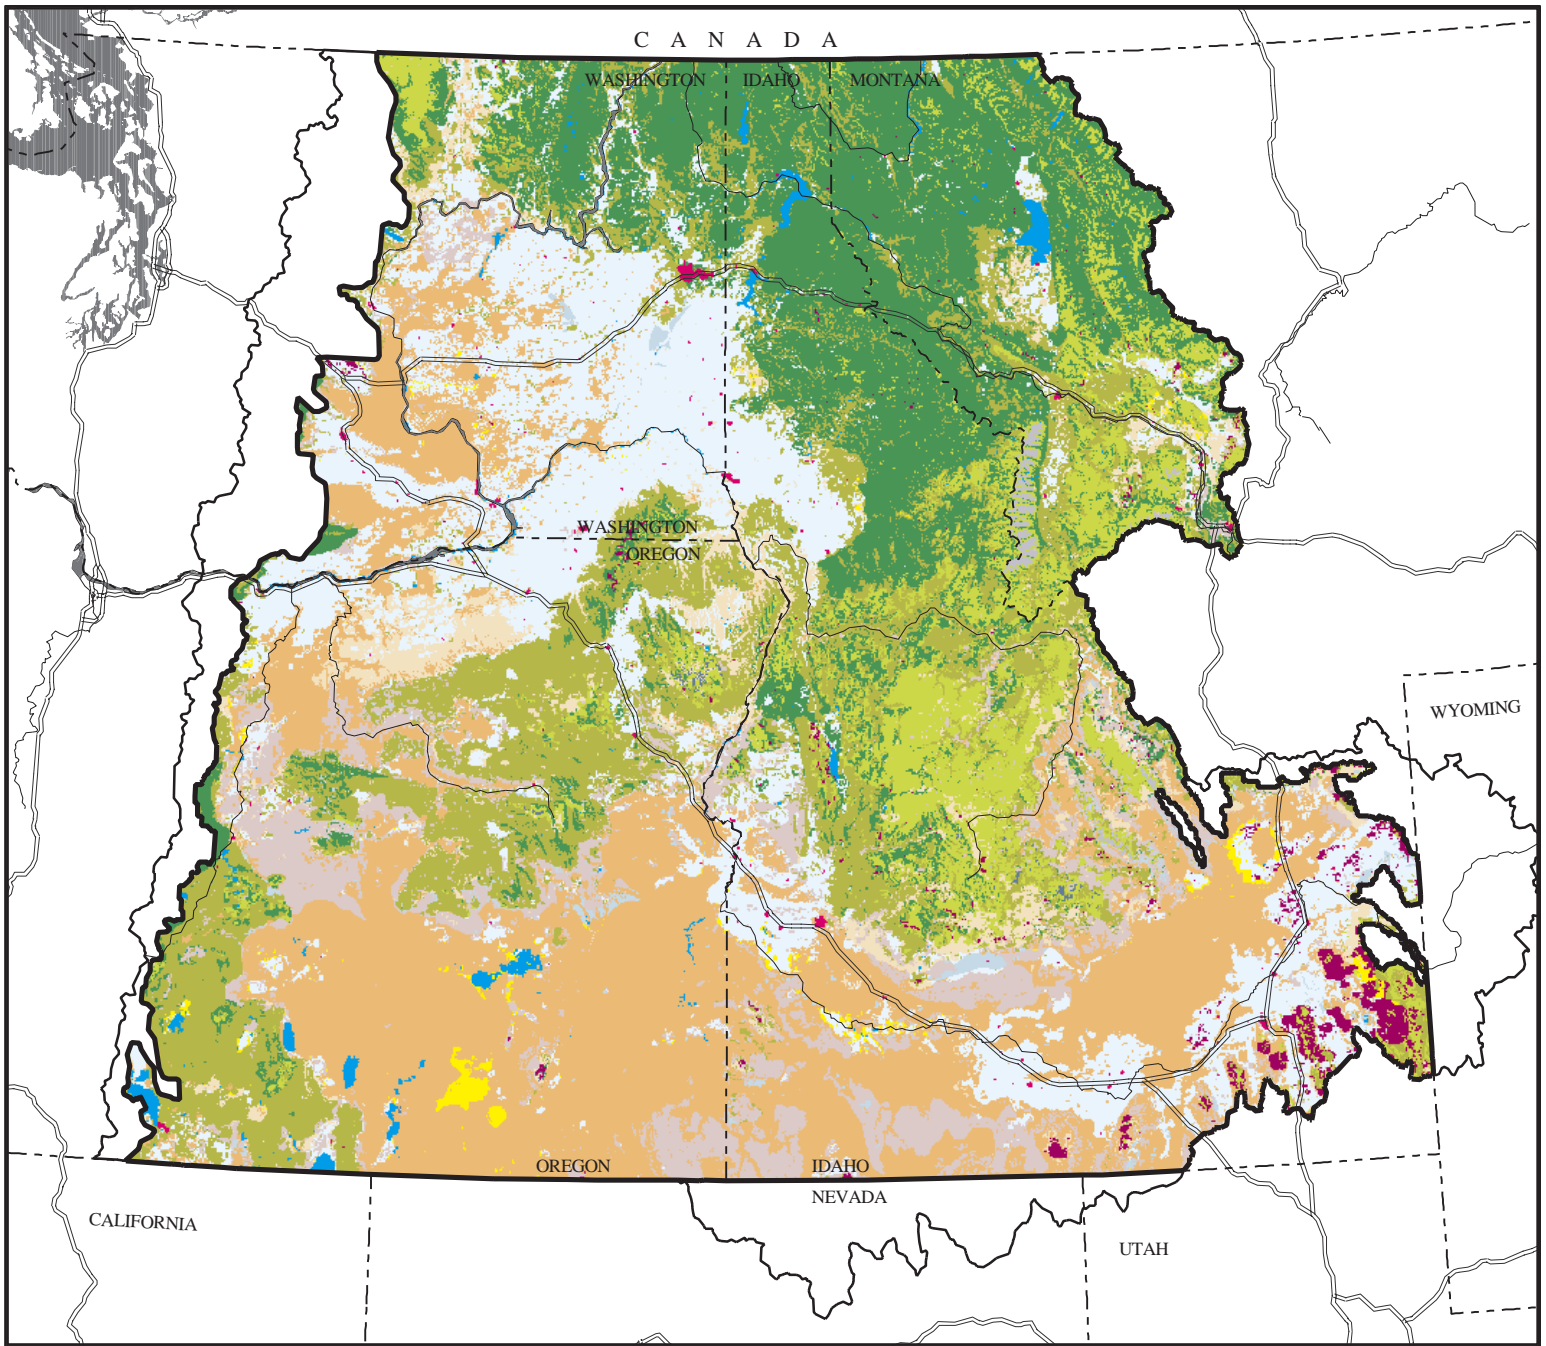 C A N A D A
WASHINGTON IDAHO MONTANA
WASHINGTON
OREGON
WYOMING
OREGON IDAHO
NEVADA
CALIFORNIA
UTAH